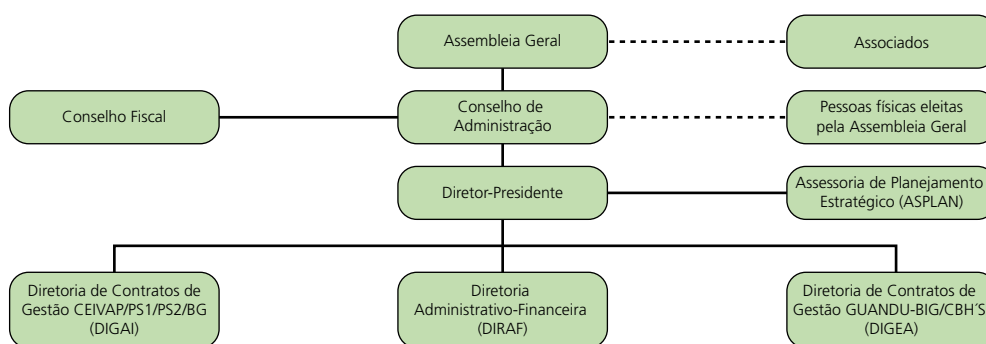 Assembleia Geral
Associados
Conselho Fiscal
Conselho de
Administração
Pessoas físicas eleitas
pela Assembleia Geral
Diretor-Presidente
Assessoria de Planejamento
Estratégico (ASPLAN)
Diretoria de Contratos de
Gestão CEIVAP/PS1/PS2/BG
(DIGAI)
Diretoria
Administrativo-Financeira
(DIRAF)
Diretoria de Contratos de
Gestão GUANDU-BIG/CBH´S
(DIGEA)